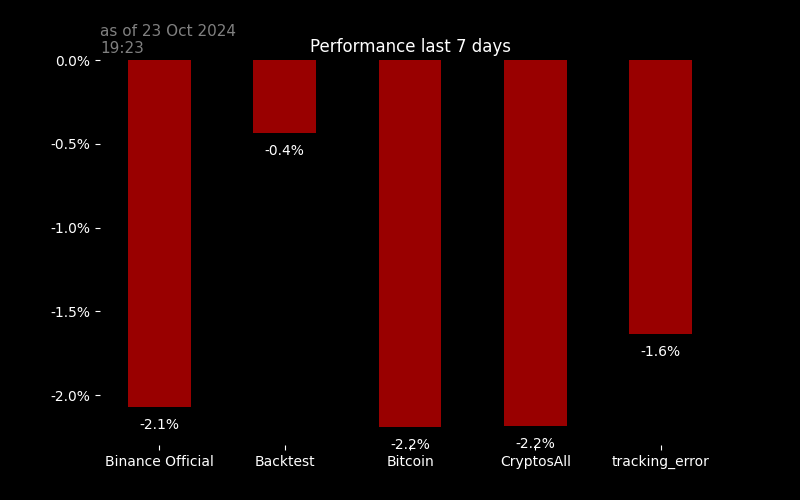 as of 23 Oct 2024
19:23
Performance last 7 days
0.0%
-0.5%
-1.0%
-1.5%
-2.0%
-2.1%
-0.4%
-2.2%
-2.2%
-1.6%
Binance Official
Backtest
Bitcoin
CryptosAll
tracking_error